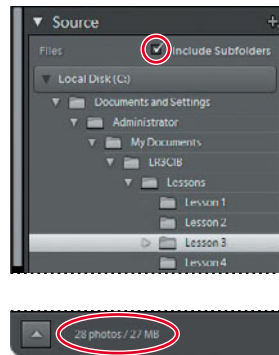 Source
Files
Include Subfolders
Local Disk (C:)
Documents and Settings
Administrator
My Documents
LR3CIB
Lessons
Lesson 1
Lesson 2
Lesson 3
Lesson 4
28 photos / 27 MB